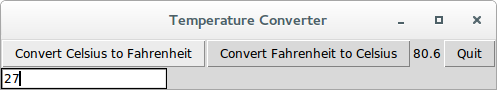 Temperature Converter
Convert Celsius to Fahrenheit Convert Fahrenheit to Celsius 80.6 Quit
27